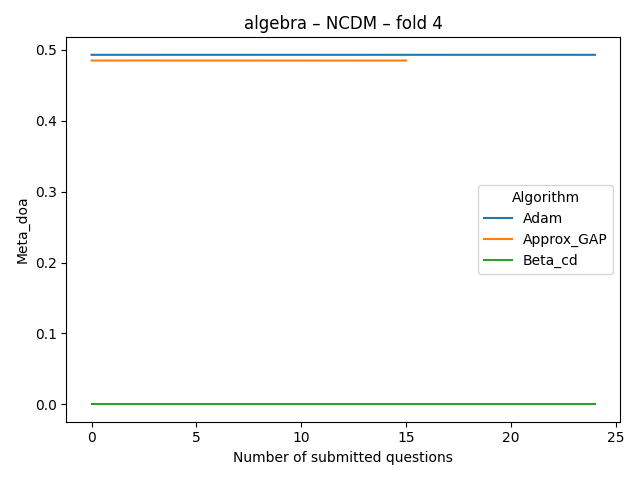 algebra – NCDM – fold 4
Meta_doa
0.5
0.4
0.3
0.2
0.1
0.0
Algorithm
Adam
Approx_GAP
Beta_cd
0 5 10 15 20 25
Number of submitted questions